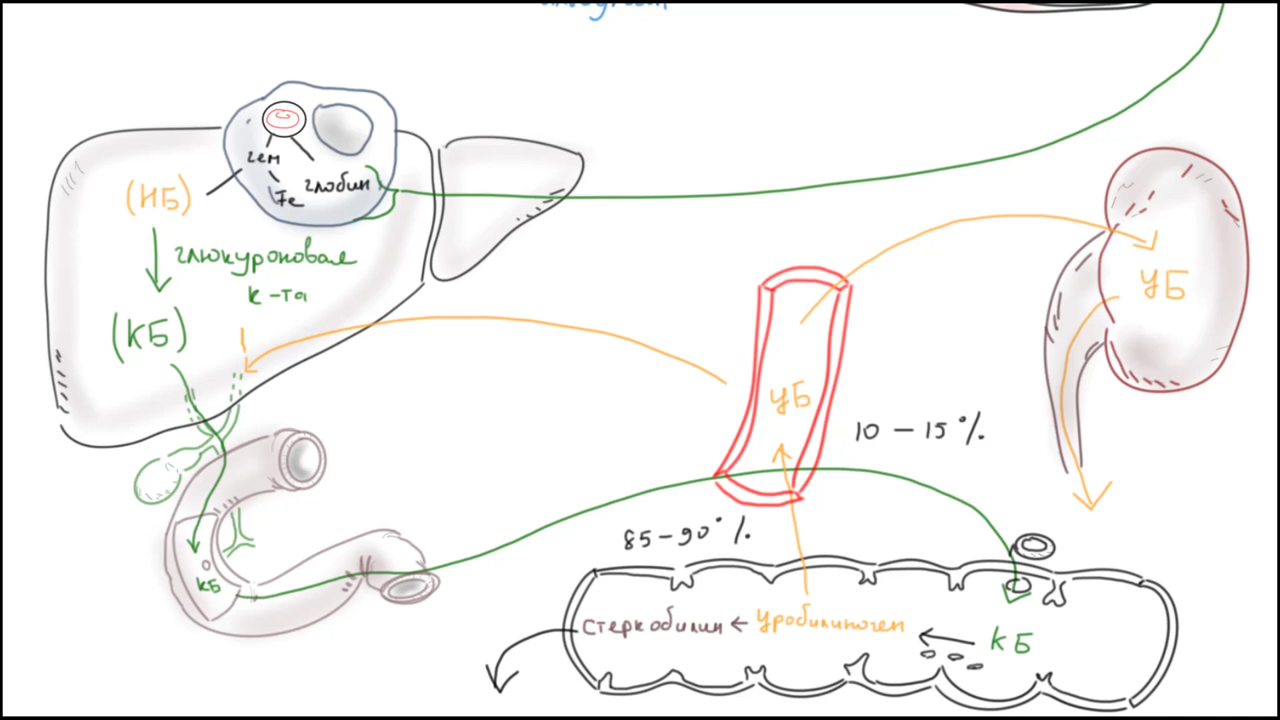 гем
глобин
Fe
(НБ)
глюкуроновая
к-та
(КБ)
КБ
УБ
УБ
10 – 15 %.
85 – 90 %.
стеркобилин ← уробилиноген ← КБ